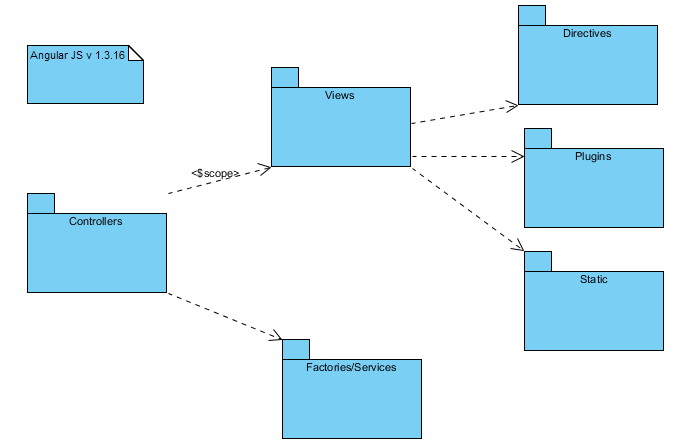 Angular JS v 1.3.16
Directives
Views
Plugins
<$scope>
Controllers
Static
Factories/Services